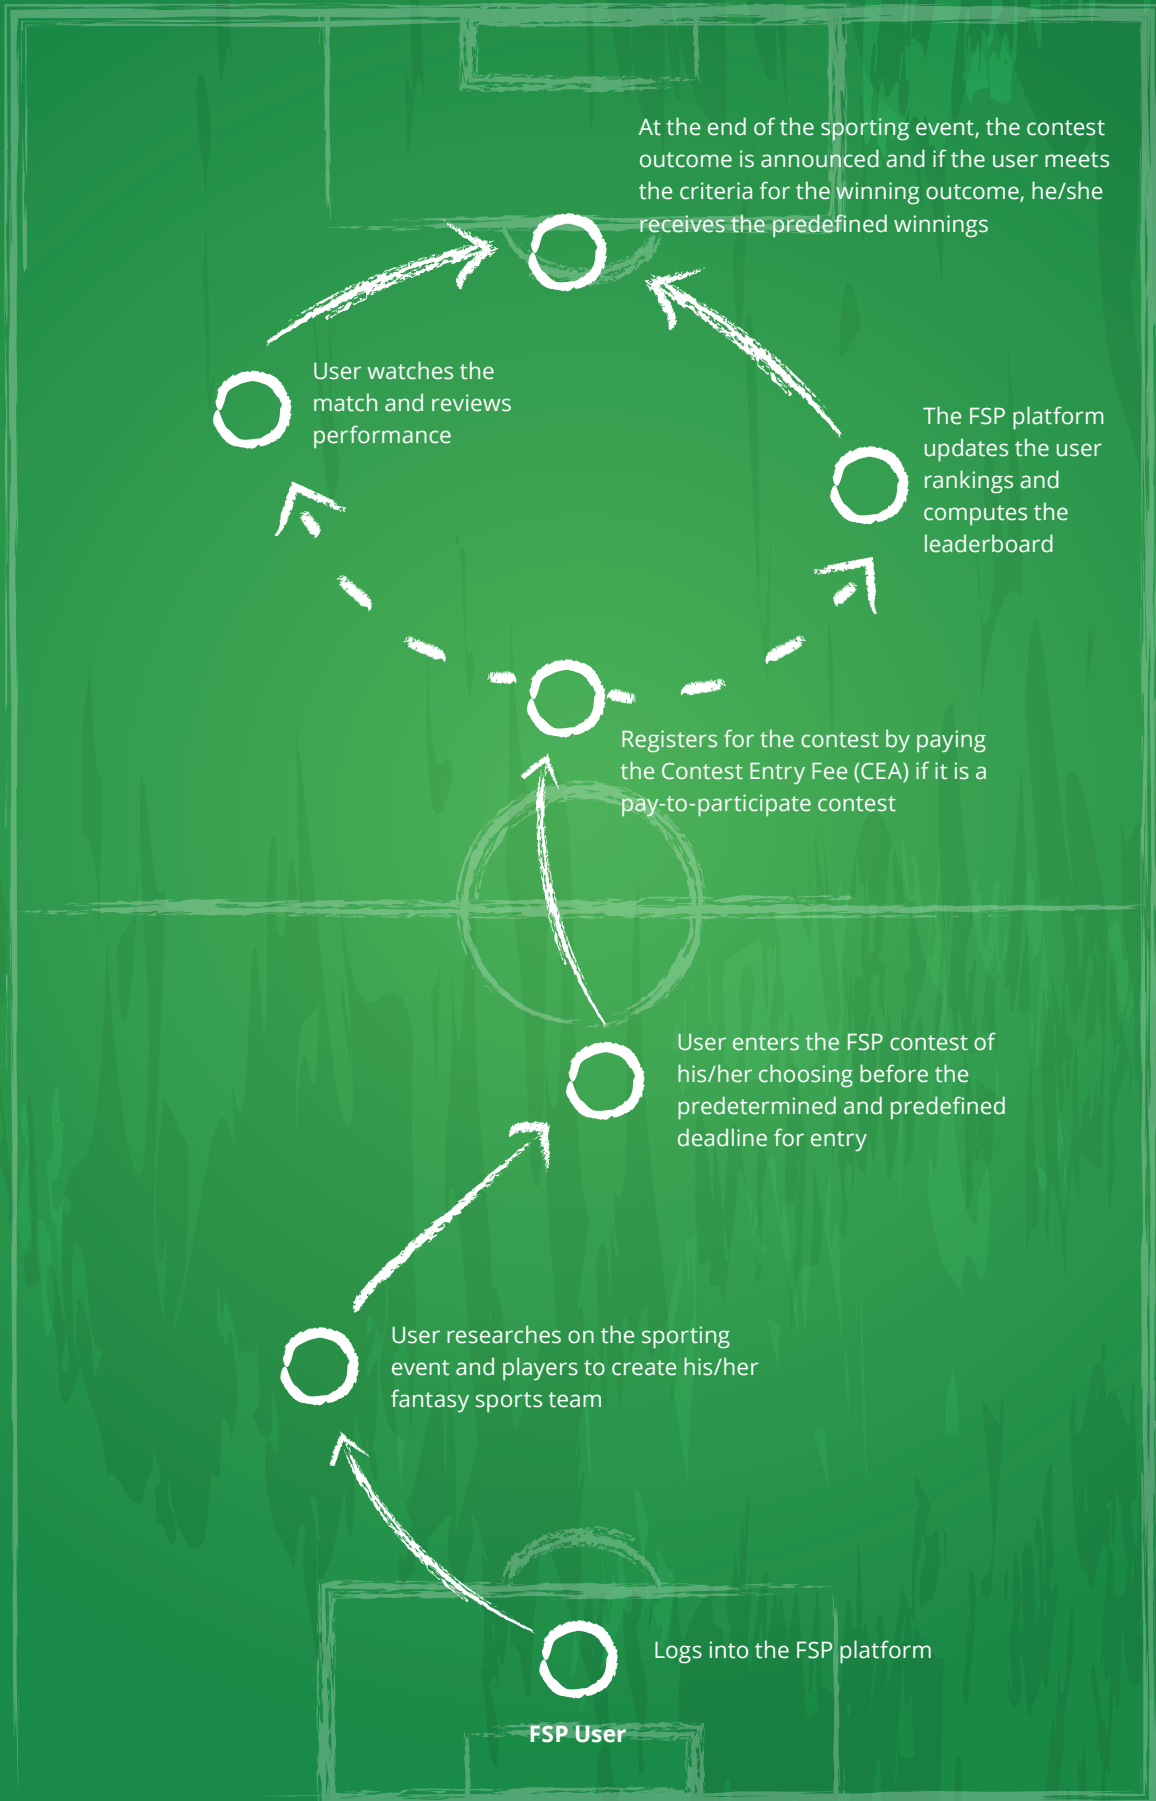 At the end of the sporting event, the contest
outcome is announced and if the user meets
the criteria for the winning outcome, he/she
receives the predefined winnings
User watches the
match and reviews
performance
The FSP platform
updates the user
rankings and
computes the
leaderboard
Registers for the contest by paying
the Contest Entry Fee (CEA) if it is a
pay-to-participate contest
User enters the FSP contest of
his/her choosing before the
predetermined and predefined
deadline for entry
User researches on the sporting
event and players to create his/her
fantasy sports team
Logs into the FSP platform
FSP User